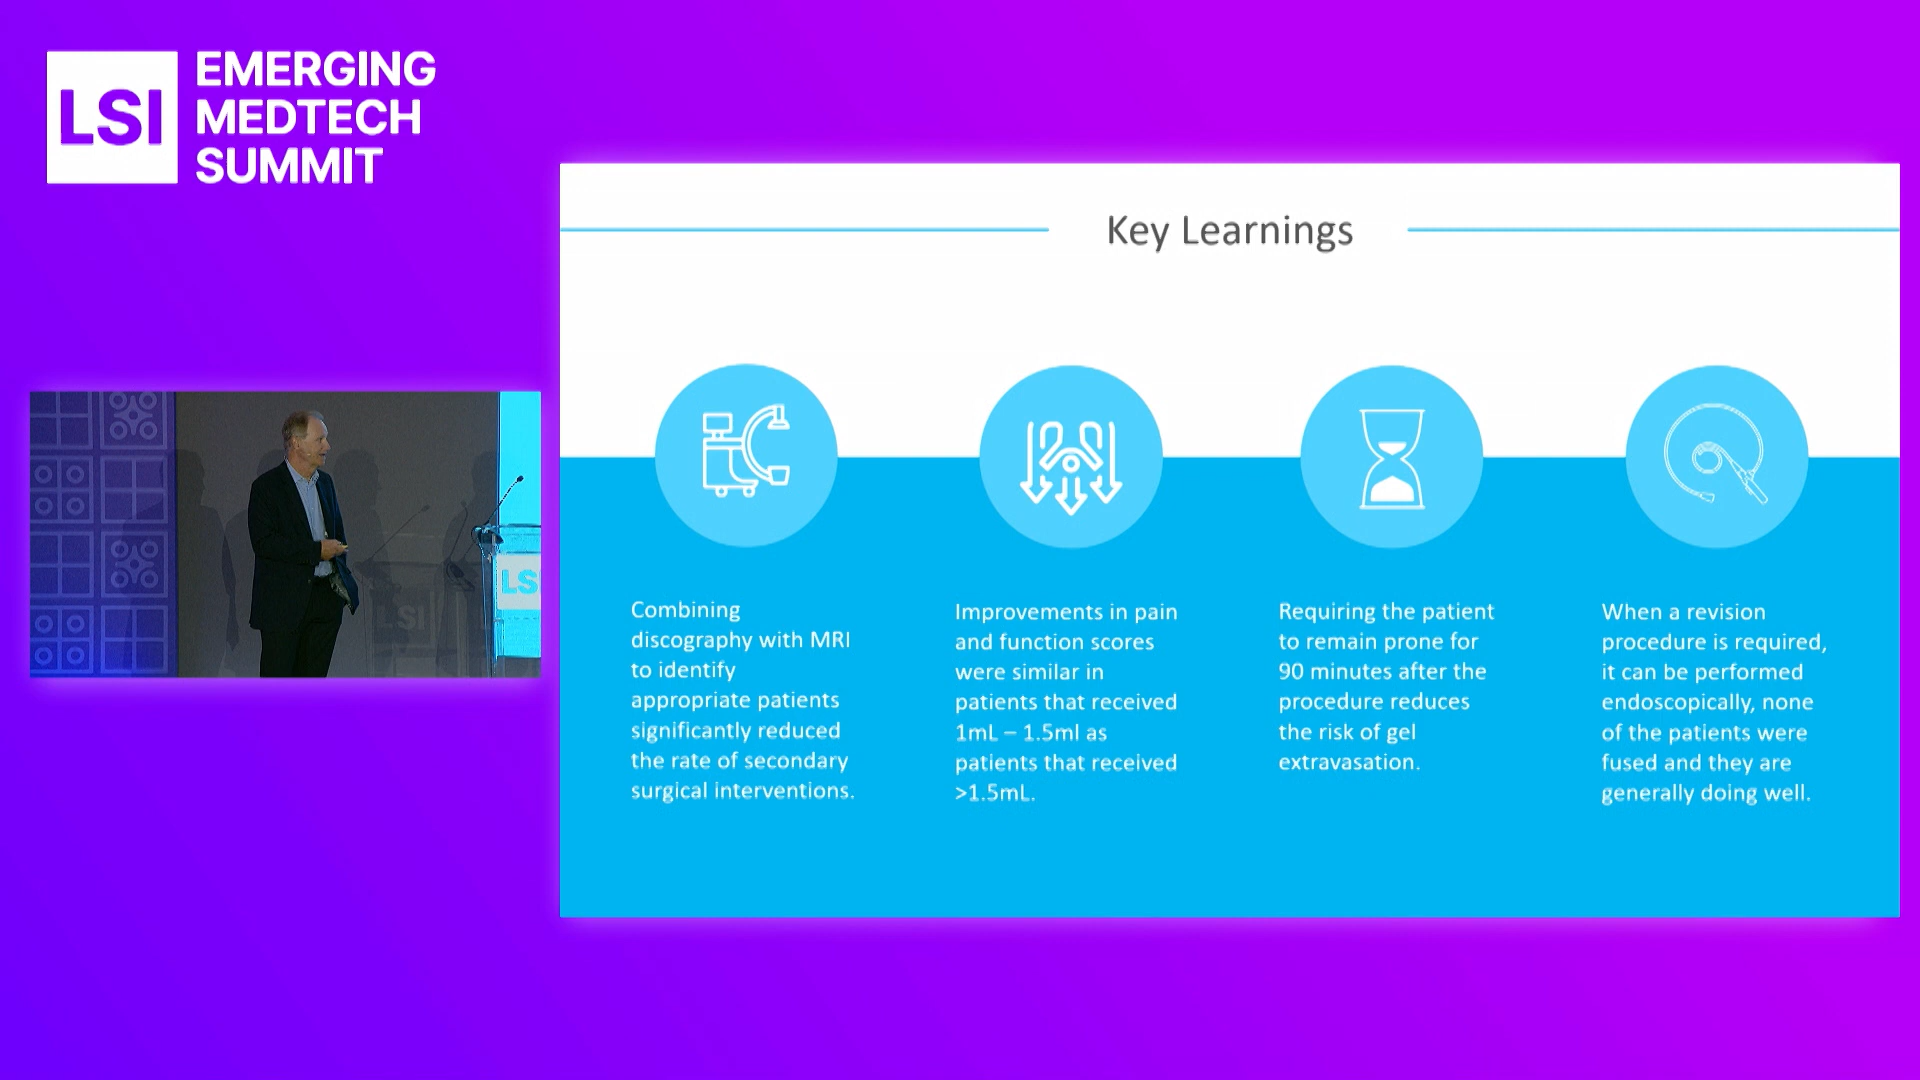 LSI
EMERGING
MEDTECH
SUMMIT
Key Learnings
Combining
discography with MRI
to identify
appropriate patients
significantly reduced
the rate of secondary
surgical interventions.
Improvements in pain
and function scores
were similar in
patients that received
1mL – 1.5ml as
patients that received
>1.5mL.
Requiring the patient
to remain prone for
90 minutes after the
procedure reduces
the risk of gel
extravasation.
When a revision
procedure is required,
it can be performed
endoscopically, none
of the patients were
fused and they are
generally doing well.
LSI